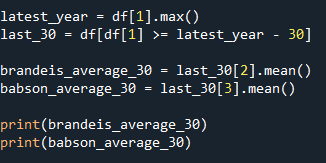 latest_year = df[1].max()
last_30 = df[df[1] >= latest_year - 30]
brandeis_average_30 = last_30[2].mean()
babson_average_30 = last_30[3].mean()
print(brandeis_average_30)
print(babson_average_30)